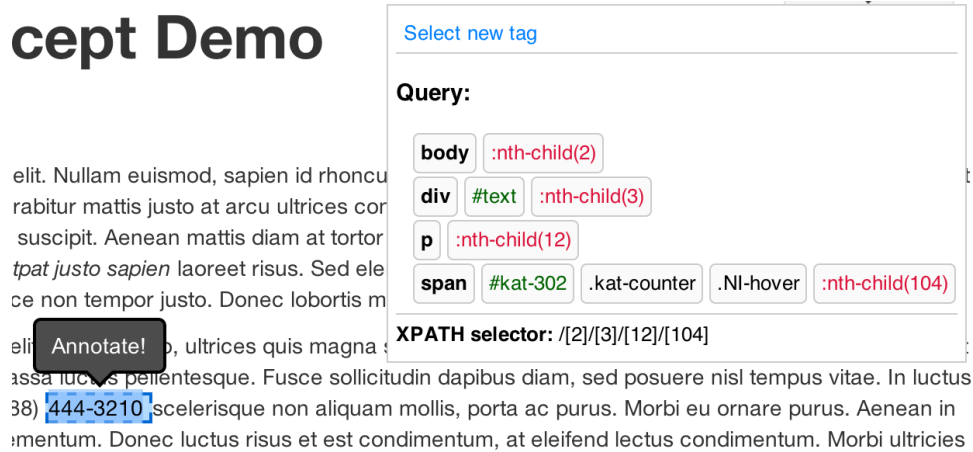 cept Demo
Select new tag
Query:
body :nth-child(2)
div #text :nth-child(3)
p :nth-child(12)
span #kat-302 .kat-counter .NI-hover :nth-child(104)
XPATH selector: /[2]/[3]/[12]/[104]
elit. Nullam euismod, sapien id rhoncu
rabitur mattis justo at arcu ultrices cor
suscipit. Aenean mattis diam at tortor
tpat justo sapien laoreet risus. Sed ele
ce non tempor justo. Donec lobortis m
Annotate!
eli , ultrices quis magna s
assa luctus pellentesque. Fusce sollicitudin dapibus diam, sed posuere nisl tempus vitae. In luctus
38) 444-3210 scelerisque non aliquam mollis, porta ac purus. Morbi eu ornare purus. Aenean in
ementum. Donec luctus risus et est condimentum, at eleifend lectus condimentum. Morbi ultricies